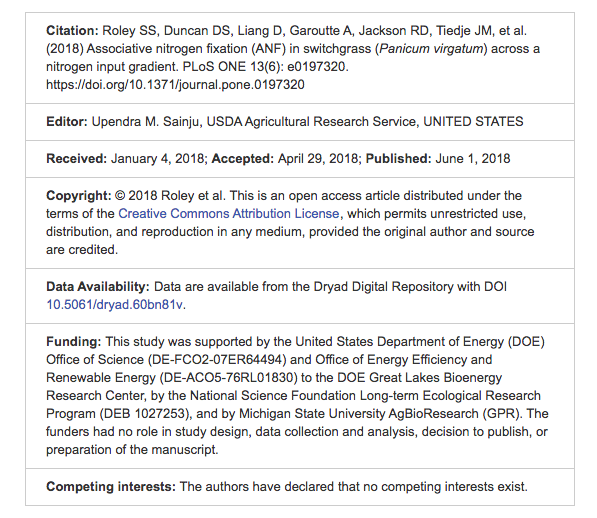 Citation: Roley SS, Duncan DS, Liang D, Garoutte A, Jackson RD, Tiedje JM, et al.
(2018) Associative nitrogen fixation (ANF) in switchgrass (Panicum virgatum) across a
nitrogen input gradient. PLoS ONE 13(6): e0197320.
https://doi.org/10.1371/journal.pone.0197320
Editor: Upendra M. Sainju, USDA Agricultural Research Service, UNITED STATES
Received: January 4, 2018; Accepted: April 29, 2018; Published: June 1, 2018
Copyright: © 2018 Roley et al. This is an open access article distributed under the
terms of the Creative Commons Attribution License, which permits unrestricted use,
distribution, and reproduction in any medium, provided the original author and source
are credited.
Data Availability: Data are available from the Dryad Digital Repository with DOI
10.5061/dryad.60bn81v.
Funding: This study was supported by the United States Department of Energy (DOE)
Office of Science (DE-FCO2-07ER64494) and Office of Energy Efficiency and
Renewable Energy (DE-ACO5-76RL01830) to the DOE Great Lakes Bioenergy
Research Center, by the National Science Foundation Long-term Ecological Research
Program (DEB 1027253), and by Michigan State University AgBioResearch (GPR). The
funders had no role in study design, data collection and analysis, decision to publish, or
preparation of the manuscript.
Competing interests: The authors have declared that no competing interests exist.